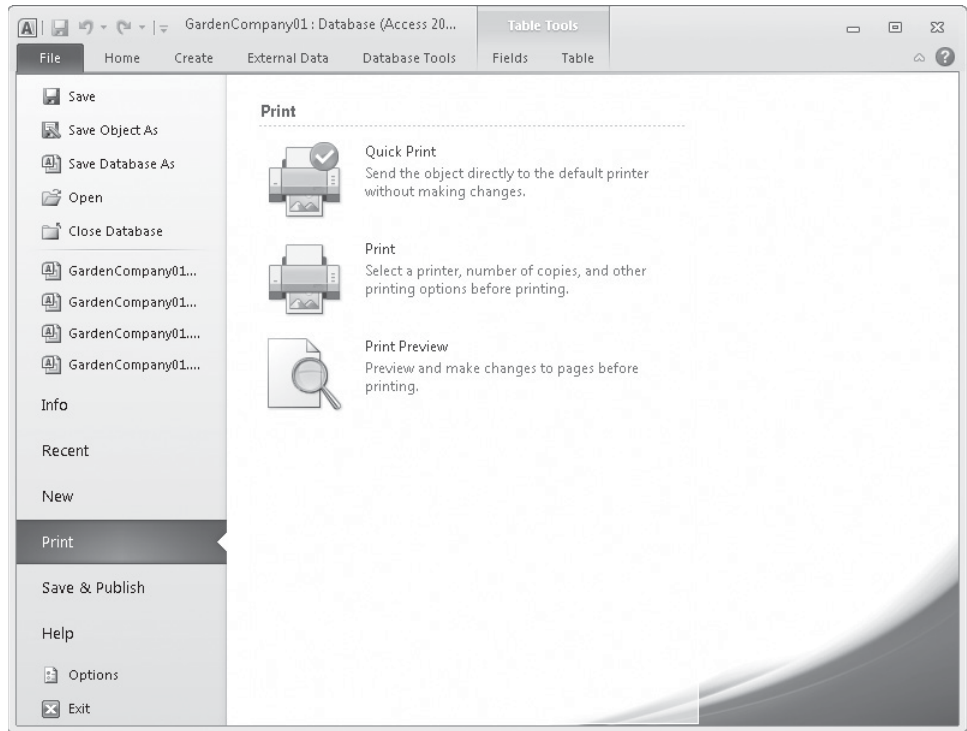 A GardenCompany01 : Database (Access 20... Table Tools
File Home Create External Data Database Tools Fields Table
Save
Save Object As
Save Database As
Open
Close Database
GardenCompany01...
GardenCompany01...
GardenCompany01....
GardenCompany01....
Info
Recent
New
Print
Save & Publish
Help
Options
Exit
Print
Quick Print
Send the object directly to the default printer
without making changes.
Print
Select a printer, number of copies, and other
printing options before printing.
Print Preview
Preview and make changes to pages before
printing.